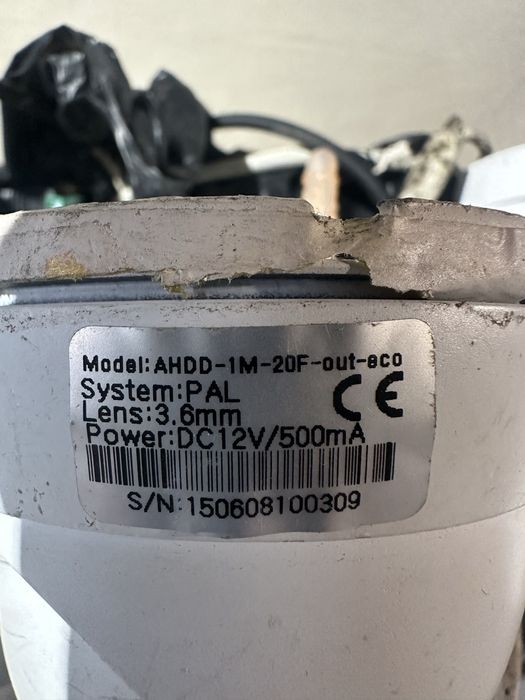 Model:AHDD-1M-20F-out-eco
System:PAL
Lens:3.6mm
CE
Power:DC12V/500mA
S/N:150608100309